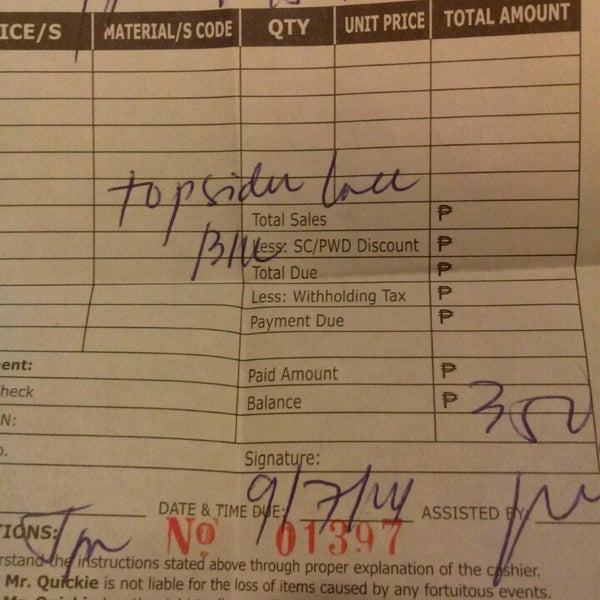 ICE/S MATERIAL/S CODE QTY UNIT PRICE TOTAL AMOUNT
topsider lace
Total Sales ₱
Blue
Less: SC/PWD Discount ₱
Total Due ₱
Less: Withholding Tax ₱
Payment Due ₱
ent:
Paid Amount ₱
heck
Balance ₱ 350
N:
o.
Signature:
DATE & TIME DUE: 9/7/14 ASSISTED BY:
TIONS: No 01397
rstand the instructions stated above through proper explanation of the cashier.
Mr. Quickie is not liable for the loss of items caused by any fortuitous events.